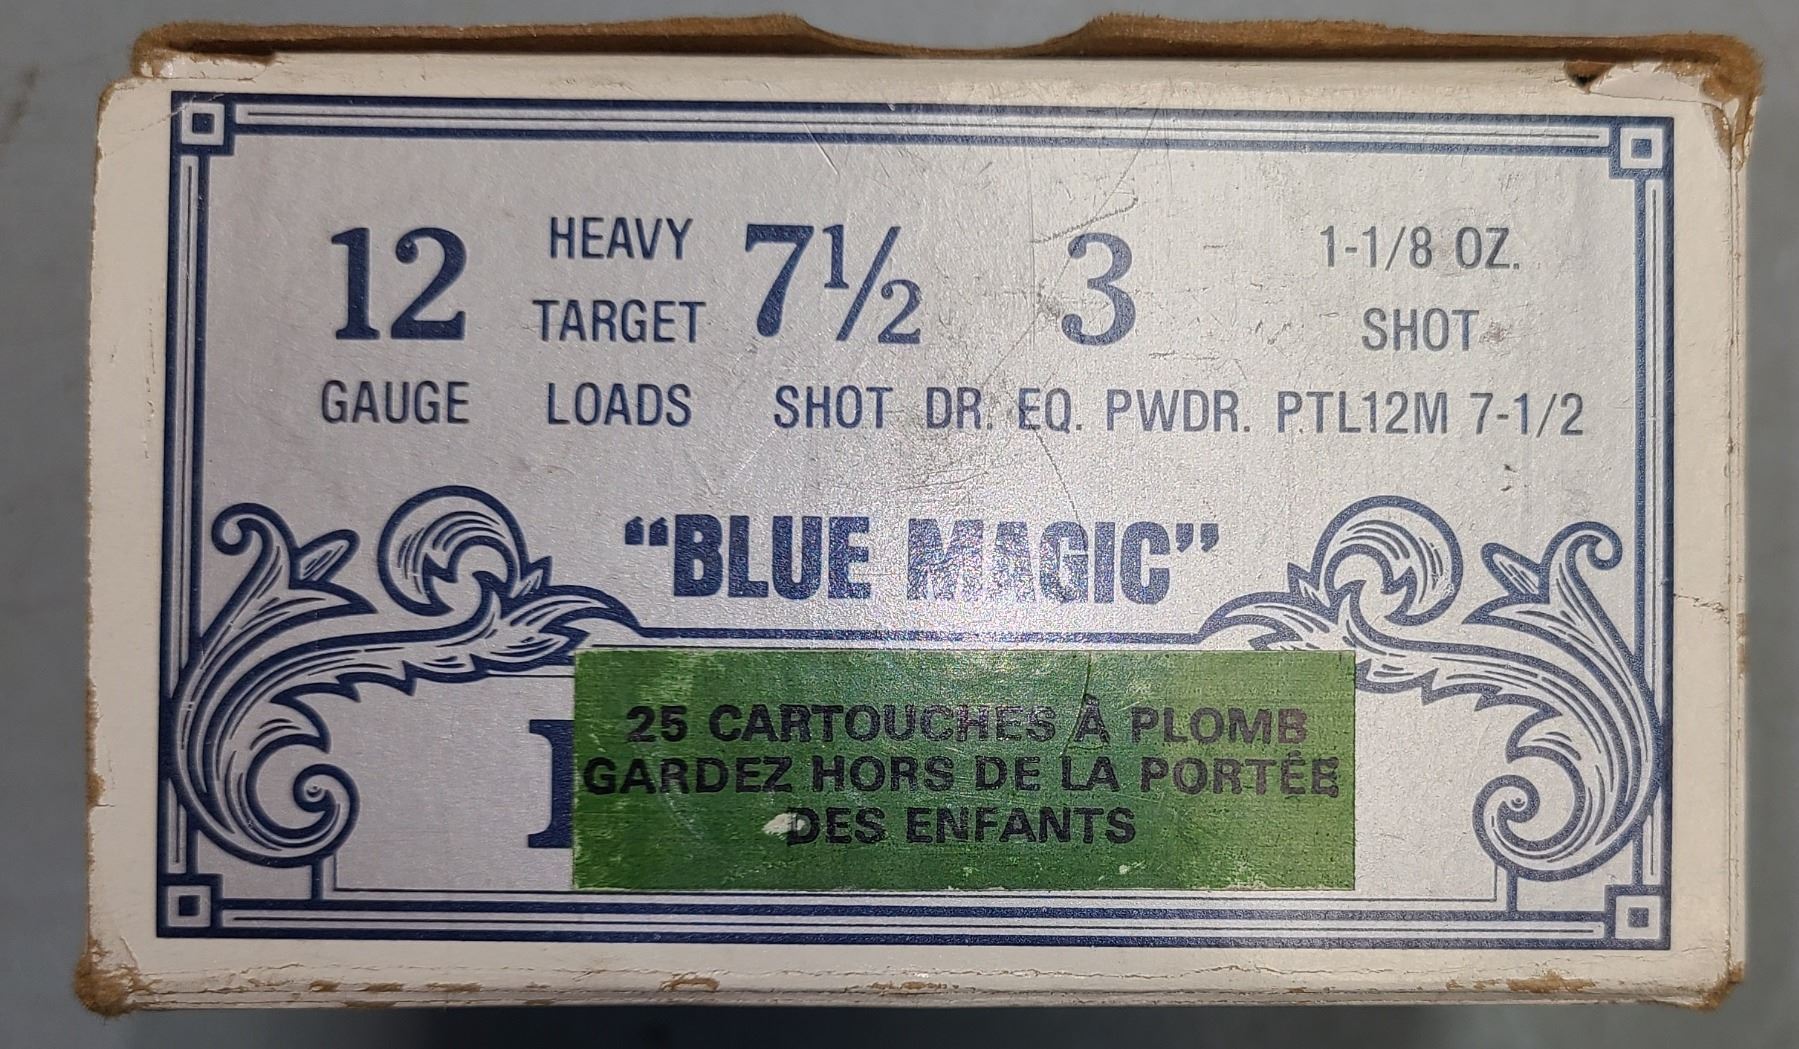 12 HEAVY TARGET LOADS 7½ 3 1-1/8 OZ.
SHOT
GAUGE SHOT DR. EQ. PWDR. PTL12M 7-1/2
“BLUE MAGIC”
25 CARTOUCHES À PLOMB
GARDEZ HORS DE LA PORTÉE
DES ENFANTS